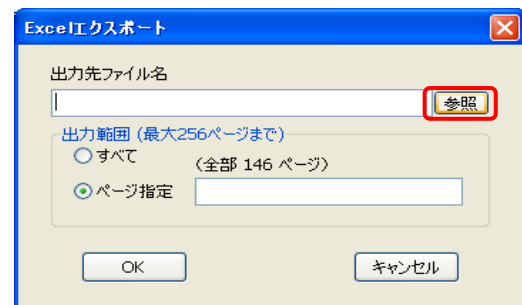 Excelエクスポート
出力先ファイル名
参照
出力範囲 (最大256ページまで)
すべて
(全部 146 ページ)
ページ指定
OK
キャンセル